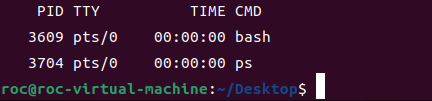 PID TTY          TIME CMD
3609 pts/0    00:00:00 bash
3704 pts/0    00:00:00 ps
roc@roc-virtual-machine:~/Desktop$